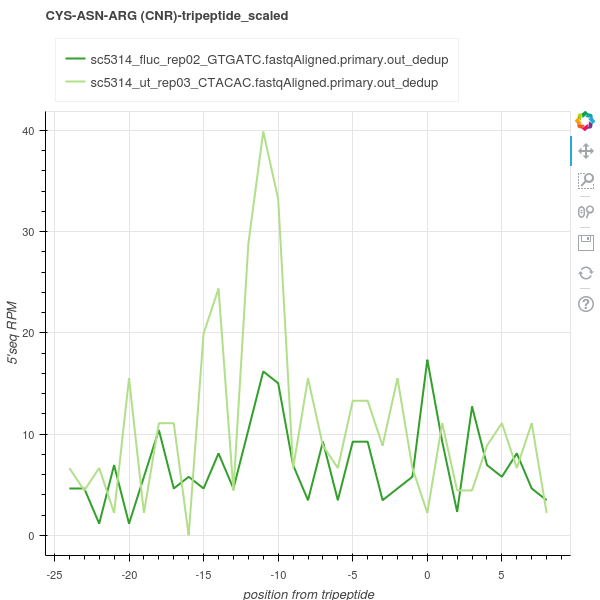 CYS-ASN-ARG (CNR)-tripeptide_scaled
sc5314_fluc_rep02_GTGATC.fastqAligned.primary.out_dedup
sc5314_ut_rep03_CTACAC.fastqAligned.primary.out_dedup
40
30
20
10
0
5'seq RPM
-25
-20
-15
-10
-5
0
5
position from tripeptide